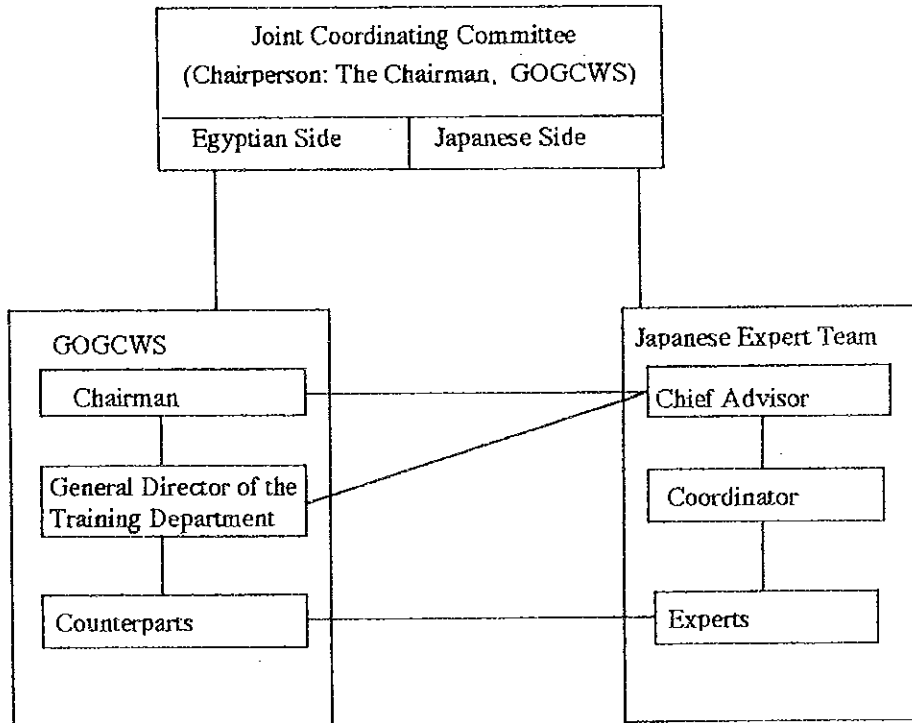 Joint Coordinating Committee
(Chairperson: The Chairman, GOGCWS)
Egyptian Side
Japanese Side
GOGCWS
Chairman
General Director of the
Training Department
Counterparts
Japanese Expert Team
Chief Advisor
Coordinator
Experts